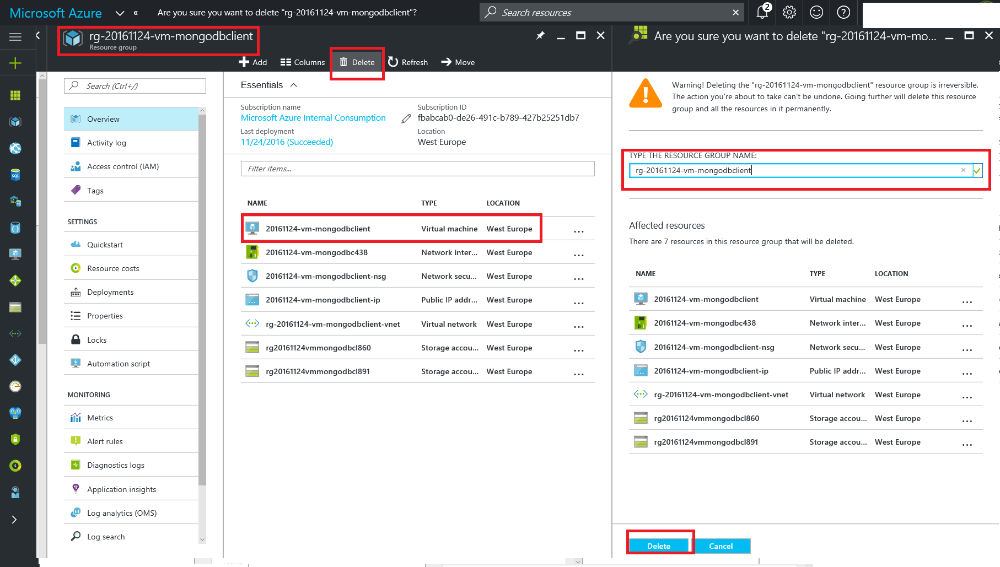 Microsoft Azure
«
Are you sure you want to delete "rg-20161124-vm-mongodbclient"?
Search resources
2
rg-20161124-vm-mongodbclient
Resource group
Add
Columns
Delete
Refresh
Move
Search (Ctrl+/)
Overview
Activity log
Access control (IAM)
Tags
SETTINGS
Quickstart
Resource costs
Deployments
Properties
Locks
Automation script
MONITORING
Metrics
Alert rules
Diagnostics logs
Application insights
Log analytics (OMS)
Log search
Essentials
Subscription name
Microsoft Azure Internal Consumption
Subscription ID
fbabcab0-de26-491c-b789-427b25251db7
Last deployment
11/24/2016 (Succeeded)
Location
West Europe
Filter items...
NAME TYPE LOCATION
20161124-vm-mongodbclient Virtual machine West Europe ...
20161124-vm-mongodbc438 Network inter... West Europe ...
20161124-vm-mongodbclient-nsg Network secu... West Europe ...
20161124-vm-mongodbclient-ip Public IP addr... West Europe ...
rg-20161124-vm-mongodbclient-vnet Virtual network West Europe ...
rg20161124vmmongodbcl860 Storage accou... West Europe ...
rg20161124vmmongodbcl891 Storage accou... West Europe ...
Are you sure you want to delete "rg-20161124-vm-mo...
Warning! Deleting the "rg-20161124-vm-mongodbclient" resource group is irreversible.
The action you're about to take can't be undone. Going further will delete this resource
group and all the resources in it permanently.
TYPE THE RESOURCE GROUP NAME:
rg-20161124-vm-mongodbclient
Affected resources
There are 7 resources in this resource group that will be deleted.
NAME TYPE LOCATION
20161124-vm-mongodbclient Virtual machine West Europe ...
20161124-vm-mongodbc438 Network inter... West Europe ...
20161124-vm-mongodbclient-nsg Network secu... West Europe ...
20161124-vm-mongodbclient-ip Public IP addr... West Europe ...
rg-20161124-vm-mongodbclient-vnet Virtual network West Europe ...
rg20161124vmmongodbcl860 Storage accou... West Europe ...
rg20161124vmmongodbcl891 Storage accou... West Europe ...
Delete
Cancel